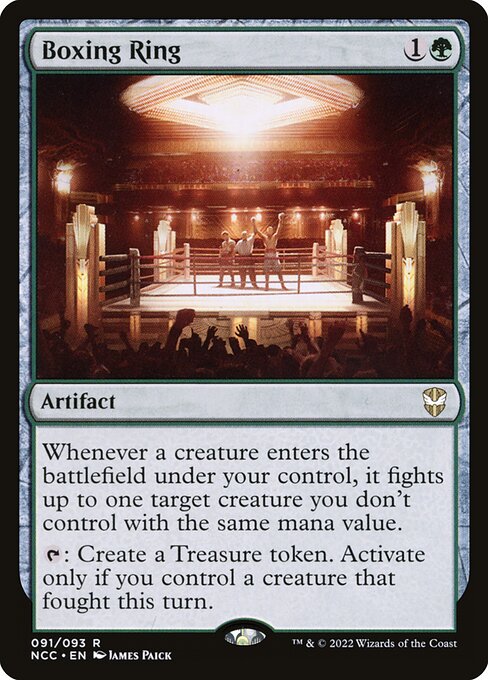 Boxing Ring 1
Artifact
Whenever a creature enters the
battlefield under your control, it fights
up to one target creature you don't
control with the same mana value.
: Create a Treasure token. Activate
only if you control a creature that
fought this turn.
091/093 R
NCC • EN James Paick
™ & © 2022 Wizards of the Coast